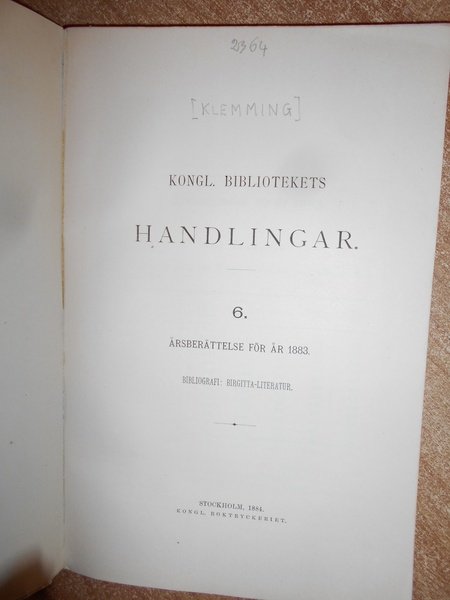 2364
[KLEMMING]
KONGL. BIBLIOTEKETS
HANDLINGAR.
6.
ÅRSBERÄTTELSE FÖR ÅR 1883.
BIBLIOGRAFI: BIRGITTA-LITERATUR.
STOCKHOLM, 1884.
KONGL. BOKTRYCKERIET.